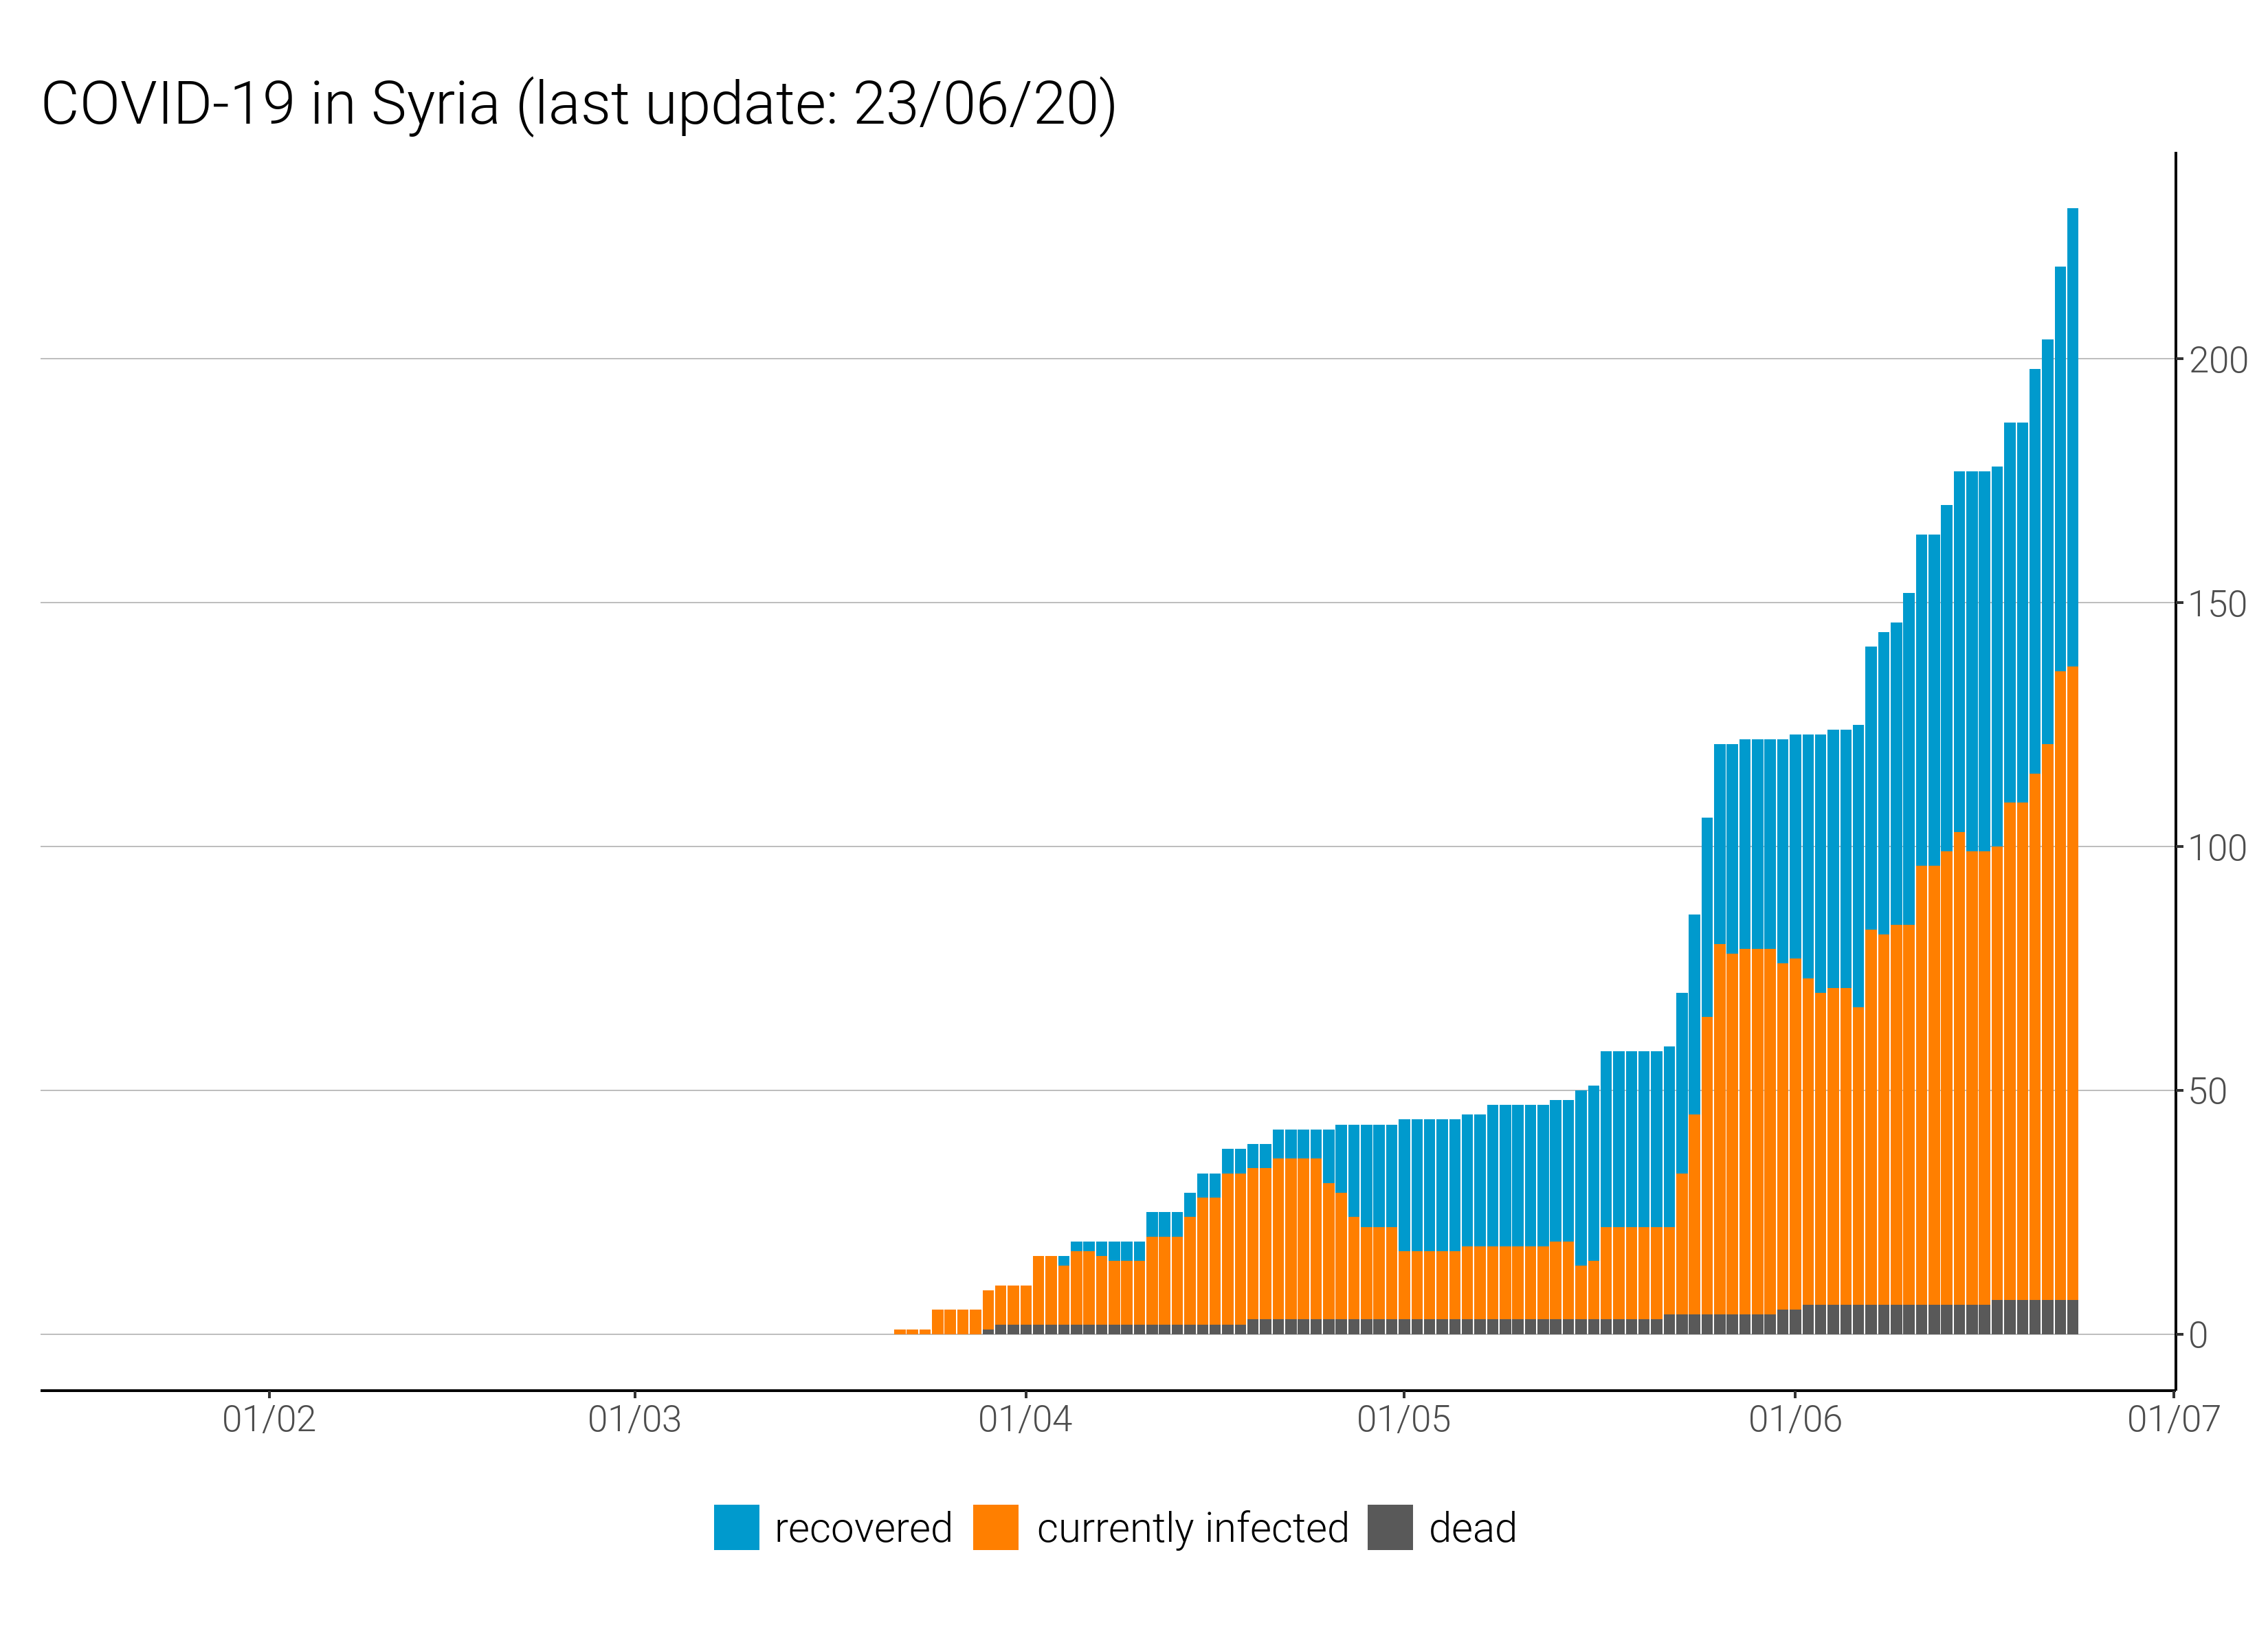 COVID-19 in Syria (last update: 23/06/20)
200
150
100
50
0
01/02 01/03 01/04 01/05 01/06 01/07
recovered currently infected dead